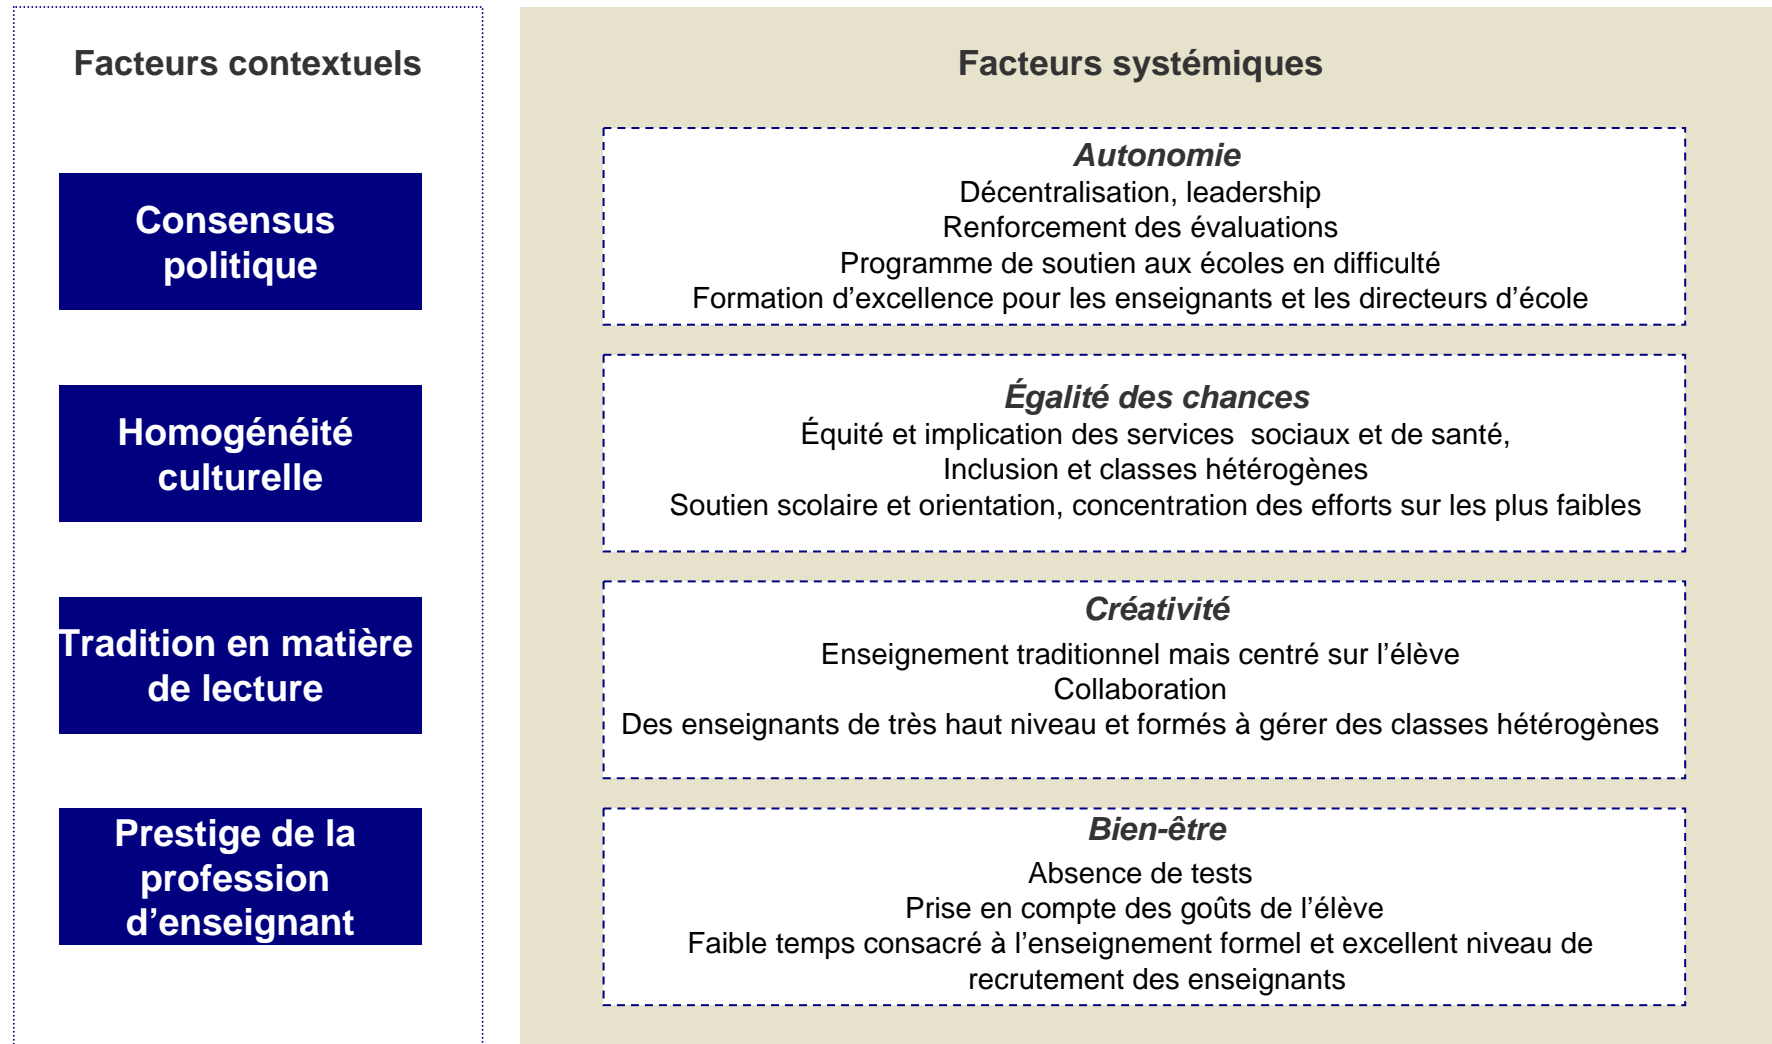 Facteurs contextuels
Consensus
politique
Homogénéité
culturelle
Tradition en matière
de lecture
Prestige de la
profession
d’enseignant
Facteurs systémiques
Autonomie
Décentralisation, leadership
Renforcement des évaluations
Programme de soutien aux écoles en difficulté
Formation d’excellence pour les enseignants et les directeurs d’école
Égalité des chances
Équité et implication des services  sociaux et de santé,
Inclusion et classes hétérogènes
Soutien scolaire et orientation, concentration des efforts sur les plus faibles
Créativité
Enseignement traditionnel mais centré sur l’élève
Collaboration
Des enseignants de très haut niveau et formés à gérer des classes hétérogènes
Bien-être
Absence de tests
Prise en compte des goûts de l’élève
Faible temps consacré à l’enseignement formel et excellent niveau de
recrutement des enseignants